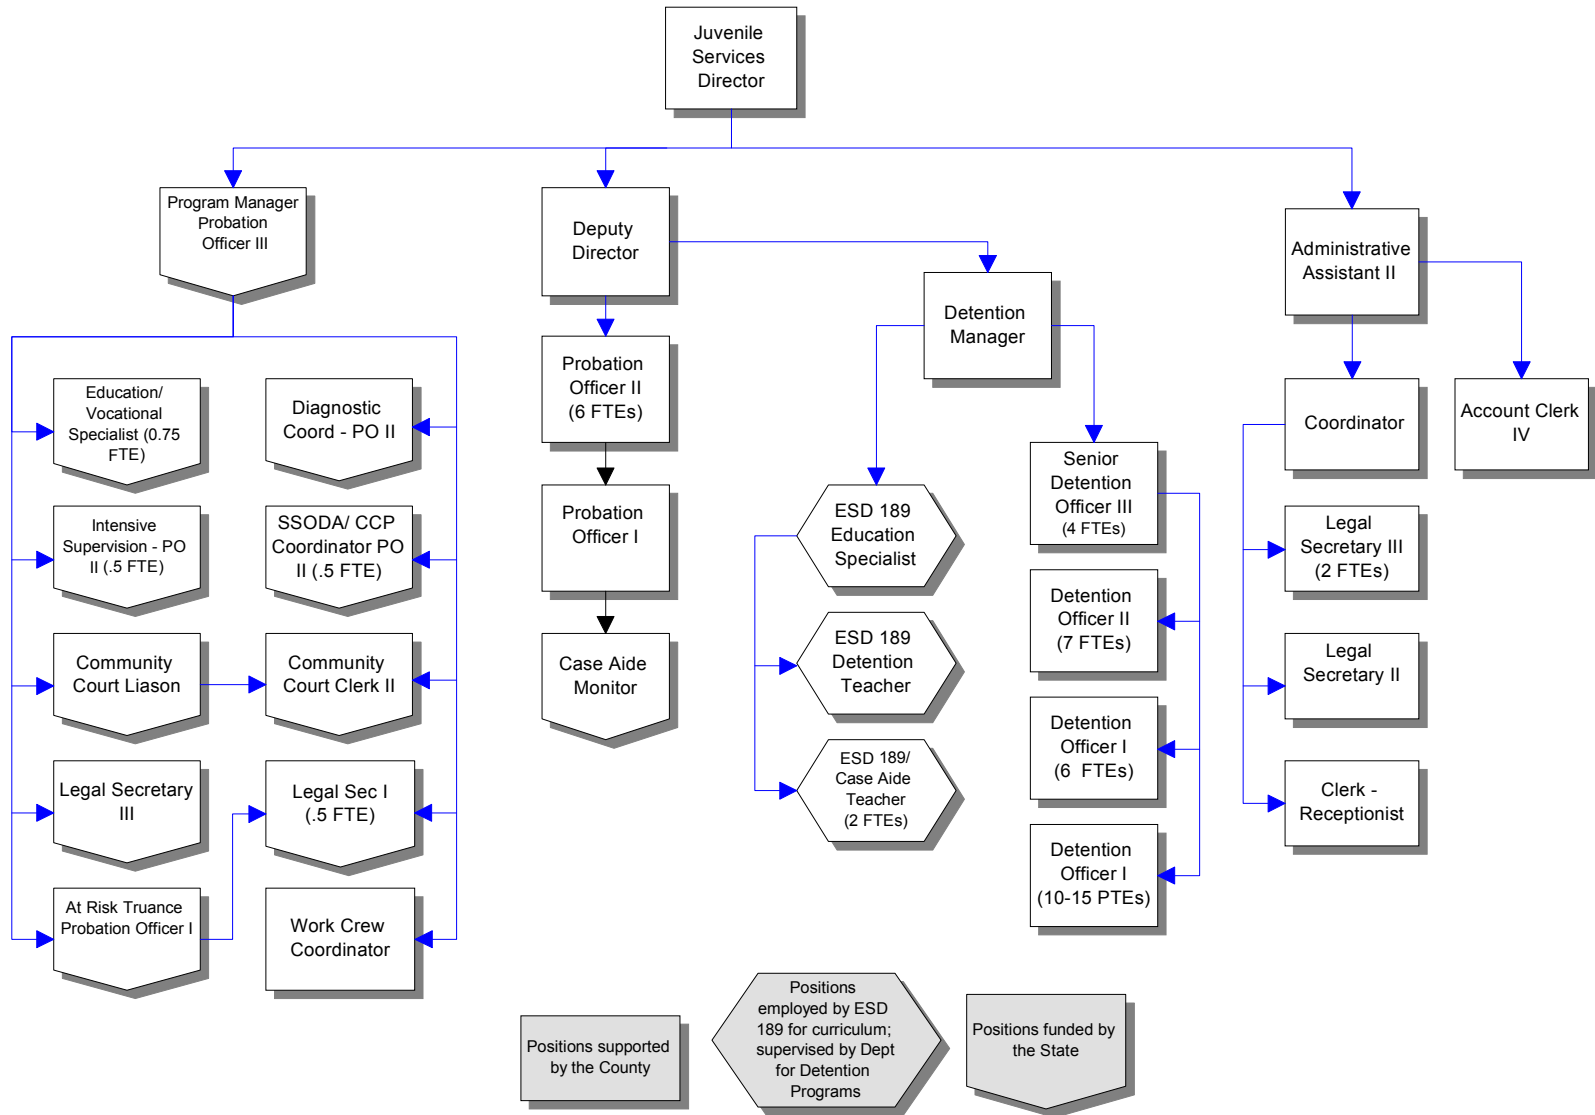 Juvenile
Services
Director
Program Manager
Probation
Officer III
Deputy
Director
Administrative
Assistant II
Detention
Manager
Education/
Vocational
Specialist (0.75
FTE)
Diagnostic
Coord - PO II
Probation
Officer II
(6 FTEs)
Coordinator
Account Clerk
IV
Intensive
Supervision - PO
II (.5 FTE)
SSODA/ CCP
Coordinator PO
II (.5 FTE)
Probation
Officer I
ESD 189
Education
Specialist
Senior
Detention
Officer III
(4 FTEs)
Legal
Secretary III
(2 FTEs)
Community
Court Liason
Community
Court Clerk II
Case Aide
Monitor
ESD 189
Detention
Teacher
Detention
Officer II
(7 FTEs)
Legal
Secretary II
Legal Secretary
III
Legal Sec I
(.5 FTE)
ESD 189/
Case Aide
Teacher
(2 FTEs)
Detention
Officer I
(6 FTEs)
Clerk -
Receptionist
At Risk Truance
Probation Officer I
Work Crew
Coordinator
Detention
Officer I
(10-15 PTEs)
Positions supported
by the County
Positions
employed by ESD
189 for curriculum;
supervised by Dept
for Detention
Programs
Positions funded by
the State